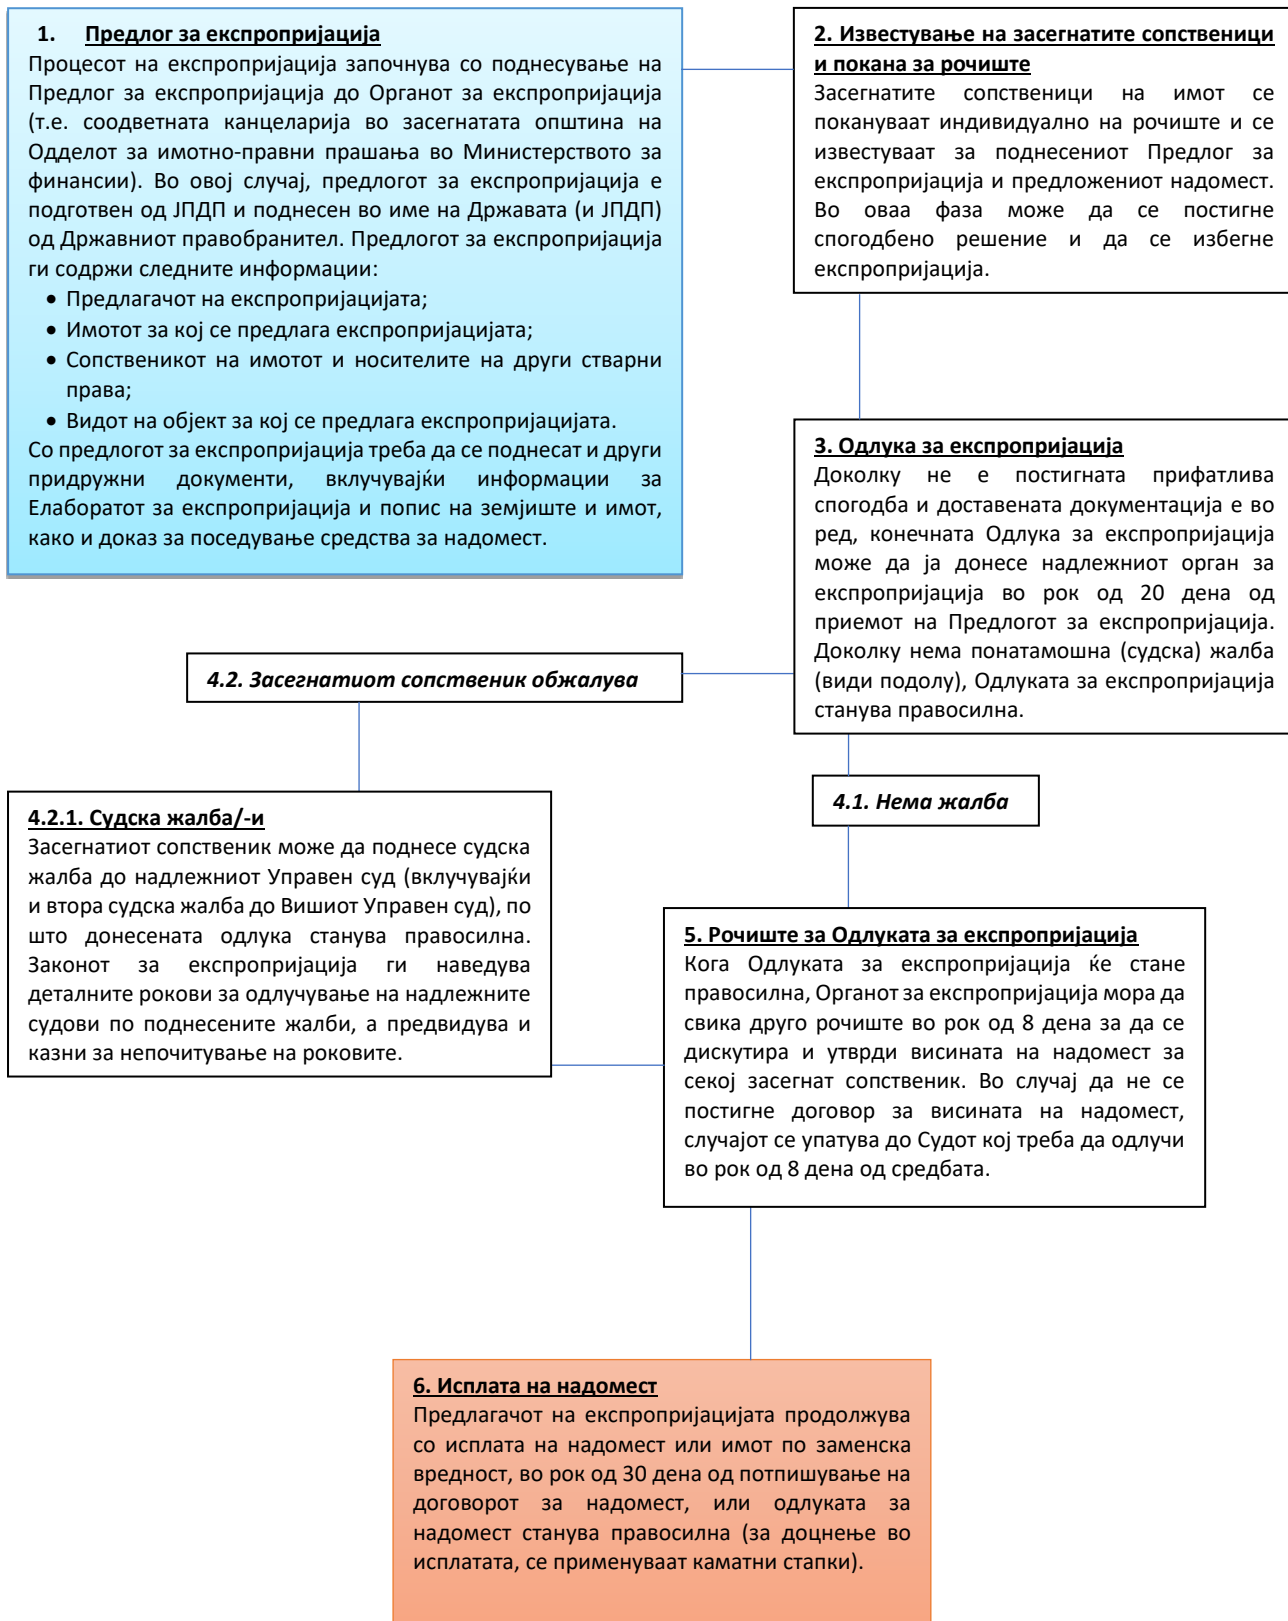 1. Предлог за експропријација
Процесот на експропријација започнува со поднесување на
Предлог за експропријација до Органот за експропријација
(т.е. соодветната канцеларија во засегнатата општина на
Одделот за имотно-правни прашања во Министерството за
финансии). Во овој случај, предлогот за експропријација е
подготвен од ЈПДП и поднесен во име на Државата (и ЈПДП)
од Државниот правобранител. Предлогот за експропријација
ги содржи следните информации:
• Предлагачот на експропријацијата;
• Имотот за кој се предлага експропријацијата;
• Сопственикот на имотот и носителите на други стварни
права;
• Видот на објект за кој се предлага експропријацијата.
Со предлогот за експропријација треба да се поднесат и други
придружни документи, вклучувајќи информации за
Елаборатот за експропријација и попис на земјиште и имот,
како и доказ за поседување средства за надомест.
2. Известување на засегнатите сопственици
и покана за рочиште
Засегнатите сопственици на имот се
покануваат индивидуално на рочиште и се
известуваат за поднесениот Предлог за
експропријација и предложениот надомест.
Во оваа фаза може да се постигне
спогодбено решение и да се избегне
експропријација.
3. Одлука за експропријација
Доколку не е постигната прифатлива
спогодба и доставената документација е во
ред, конечната Одлука за експропријација
може да ја донесе надлежниот орган за
експропријација во рок од 20 дена од
приемот на Предлогот за експропријација.
Доколку нема понатамошна (судска) жалба
(види подолу), Одлуката за експропријација
станува правосилна.
4.2. Засегнатиот сопственик обжалува
4.1. Нема жалба
4.2.1. Судска жалба/-и
Засегнатиот сопственик може да поднесе судска
жалба до надлежниот Управен суд (вклучувајќи
и втора судска жалба до Вишиот Управен суд), по
што донесената одлука станува правосилна.
Законот за експропријација ги наведува
деталните рокови за одлучување на надлежните
судови по поднесените жалби, а предвидува и
казни за непочитување на роковите.
5. Рочиште за Одлуката за експропријација
Кога Одлуката за експропријација ќе стане
правосилна, Органот за експропријација мора да
свика друго рочиште во рок од 8 дена за да се
дискутира и утврди висината на надомест за
секој засегнат сопственик. Во случај да не се
постигне договор за висината на надомест,
случајот се упатува до Судот кој треба да одлучи
во рок од 8 дена од средбата.
6. Исплата на надомест
Предлагачот на експропријацијата продолжува
со исплата на надомест или имот по заменска
вредност, во рок од 30 дена од потпишување на
договорот за надомест, или одлуката за
надомест станува правосилна (за доцнење во
исплатата, се применуваат каматни стапки).